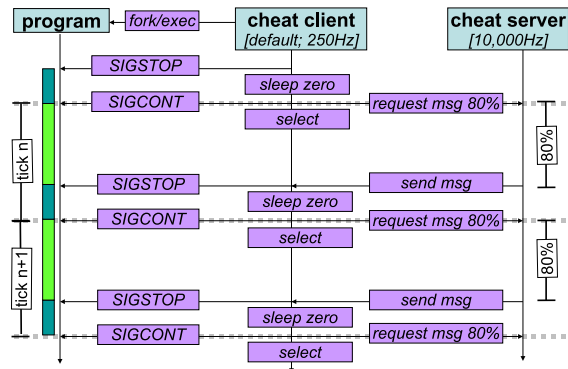 program
fork/exec
cheat client
[default; 250Hz]
cheat server
[10,000Hz]
SIGSTOP
sleep zero
SIGCONT
request msg 80%
select
tick n
80%
SIGSTOP
send msg
sleep zero
SIGCONT
request msg 80%
select
tick n+1
80%
SIGSTOP
send msg
sleep zero
SIGCONT
request msg 80%
select